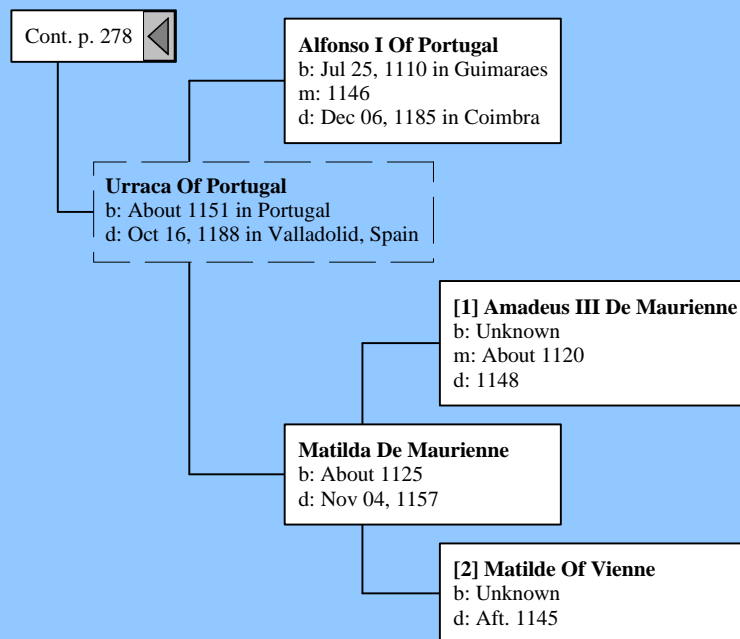 Cont. p. 278
Alfonso I Of Portugal
b: Jul 25, 1110 in Guimaraes
m: 1146
d: Dec 06, 1185 in Coimbra
Urraca Of Portugal
b: About 1151 in Portugal
d: Oct 16, 1188 in Valladolid, Spain
[1] Amadeus III De Maurienne
b: Unknown
m: About 1120
d: 1148
Matilda De Maurienne
b: About 1125
d: Nov 04, 1157
[2] Matilde Of Vienne
b: Unknown
d: Aft. 1145